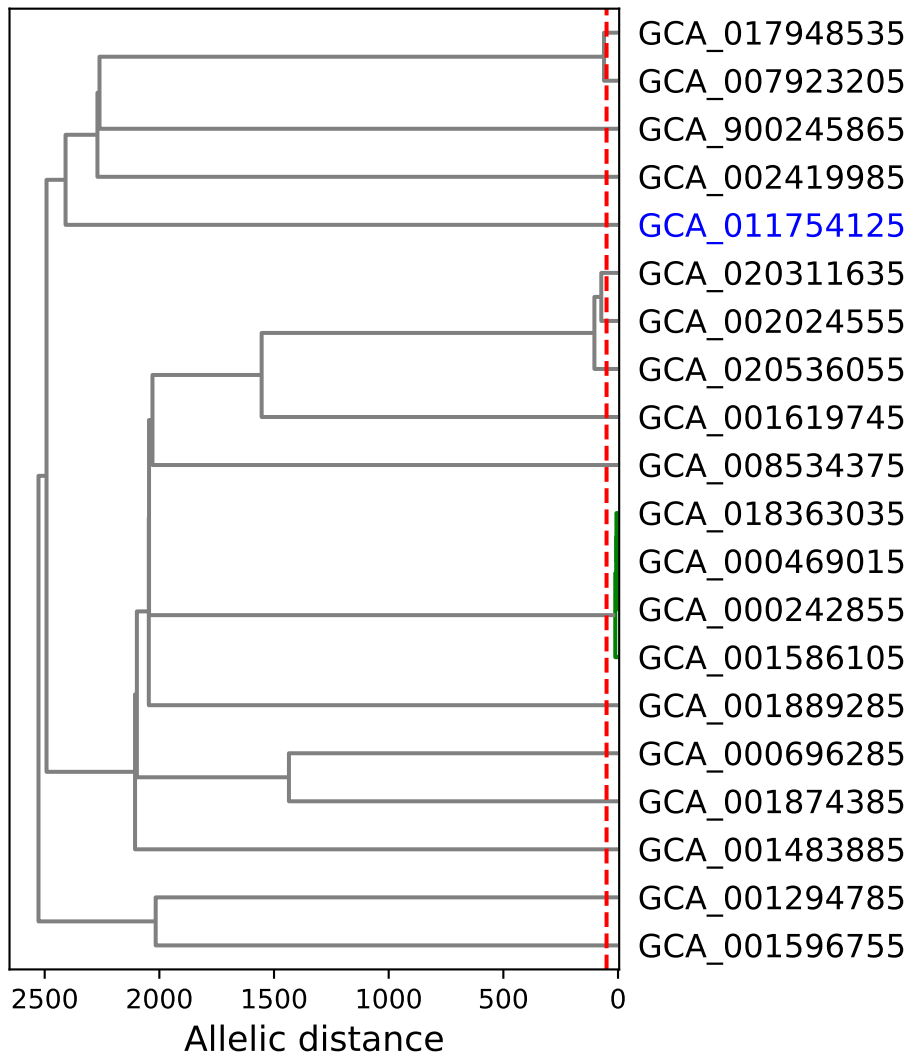 GCA_017948535
GCA_007923205
GCA_900245865
GCA_002419985
GCA_011754125
GCA_020311635
GCA_002024555
GCA_020536055
GCA_001619745
GCA_008534375
GCA_018363035
GCA_000469015
GCA_000242855
GCA_001586105
GCA_001889285
GCA_000696285
GCA_001874385
GCA_001483885
GCA_001294785
GCA_001596755
2500 2000 1500 1000 500 0
Allelic distance